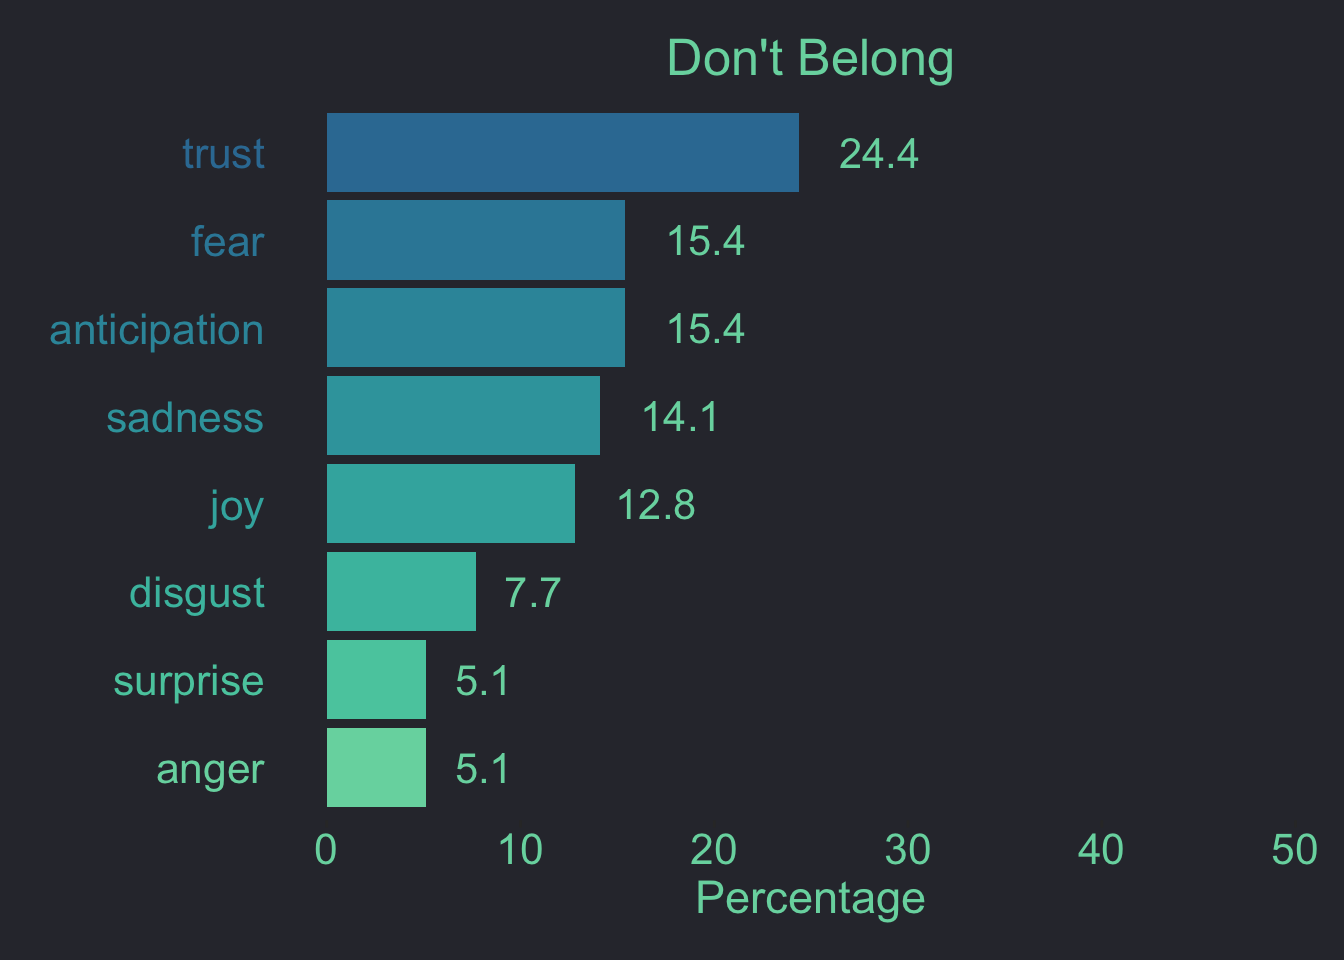 Don't Belong
trust 24.4
fear 15.4
anticipation 15.4
sadness 14.1
joy 12.8
disgust 7.7
surprise 5.1
anger 5.1
0 10 20 30 40 50
Percentage